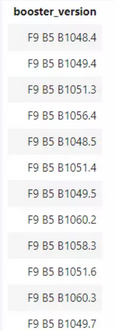 booster_version
F9 B5 B1048.4
F9 B5 B1049.4
F9 B5 B1051.3
F9 B5 B1056.4
F9 B5 B1048.5
F9 B5 B1051.4
F9 B5 B1049.5
F9 B5 B1060.2
F9 B5 B1058.3
F9 B5 B1051.6
F9 B5 B1060.3
F9 B5 B1049.7